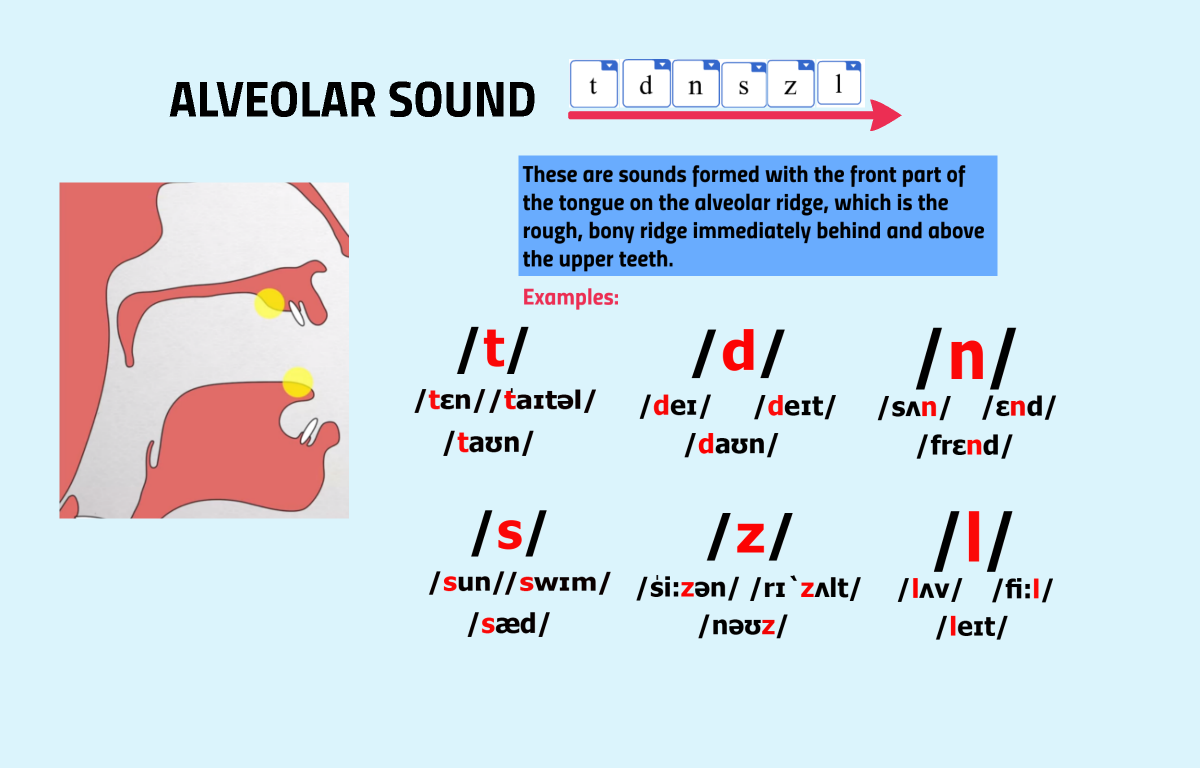 ALVEOLAR SOUND
t d n s z l
These are sounds formed with the front part of
the tongue on the alveolar ridge, which is the
rough, bony ridge immediately behind and above
the upper teeth.
Examples:
/t/ /d/ /n/
/tɛn/ /ˈtaɪtəl/ /deɪ/ /deɪt/ /sʌn/ /ɛnd/
/taʊn/ /daʊn/ /frɛnd/
/s/ /z/ /l/
/sun/ /swɪm/ /ˈsi:zən/ /rɪ`zʌlt/ /lʌv/ /fi:l/
/sæd/ /nəʊz/ /leɪt/